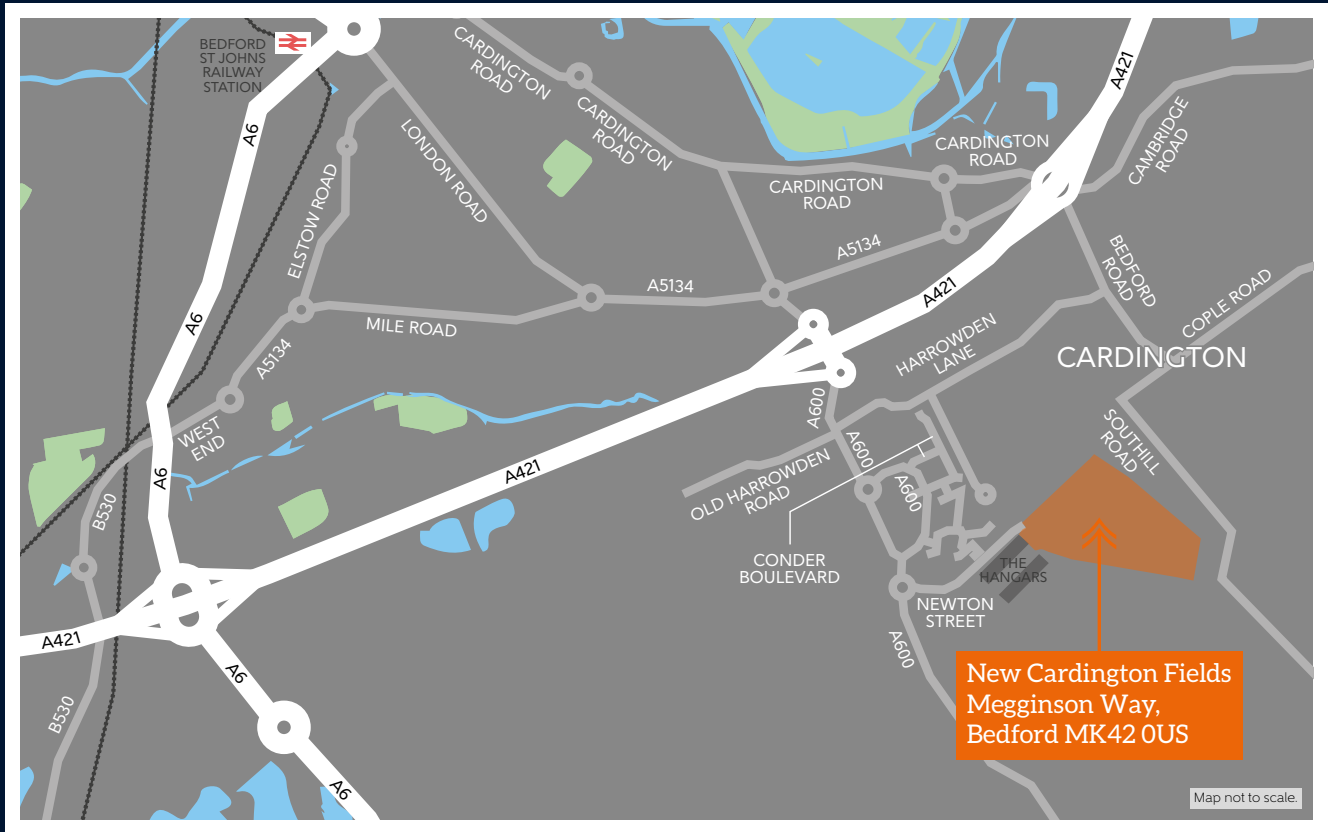 BEDFORD
ST JOHNS
RAILWAY
STATION
CARDINGTON
ROAD
CARDINGTON
ROAD
A421
A6
LONDON ROAD
CARDINGTON
ROAD
CAMBRIDGE
ROAD
CARDINGTON
ROAD
ELSTOW ROAD
A5134
BEDFORD
ROAD
A5134
A421
COPLE ROAD
A6
MILE ROAD
HARROWDEN
LANE
CARDINGTON
A5134
A600
WEST
END
SOUTHILL
ROAD
A600
A421
A6
OLD HARROWDEN
ROAD
A600
B530
CONDER
BOULEVARD
THE
HANGARS
NEWTON
STREET
A421
A600
A6
New Cardington Fields
Megginson Way,
Bedford MK42 0US
B530
A6
Map not to scale.